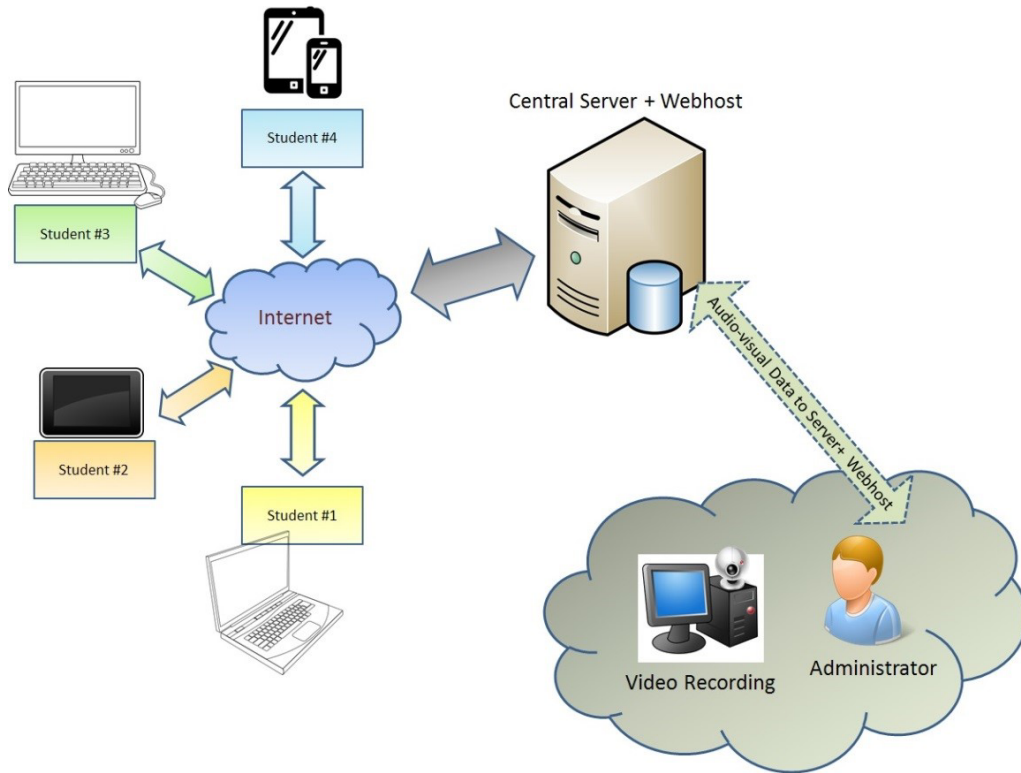 Student #4
Central Server + Webhost
Student #3
Internet
Audio-visual Data to Server+ Webhost
Student #2
Student #1
Video Recording
Administrator